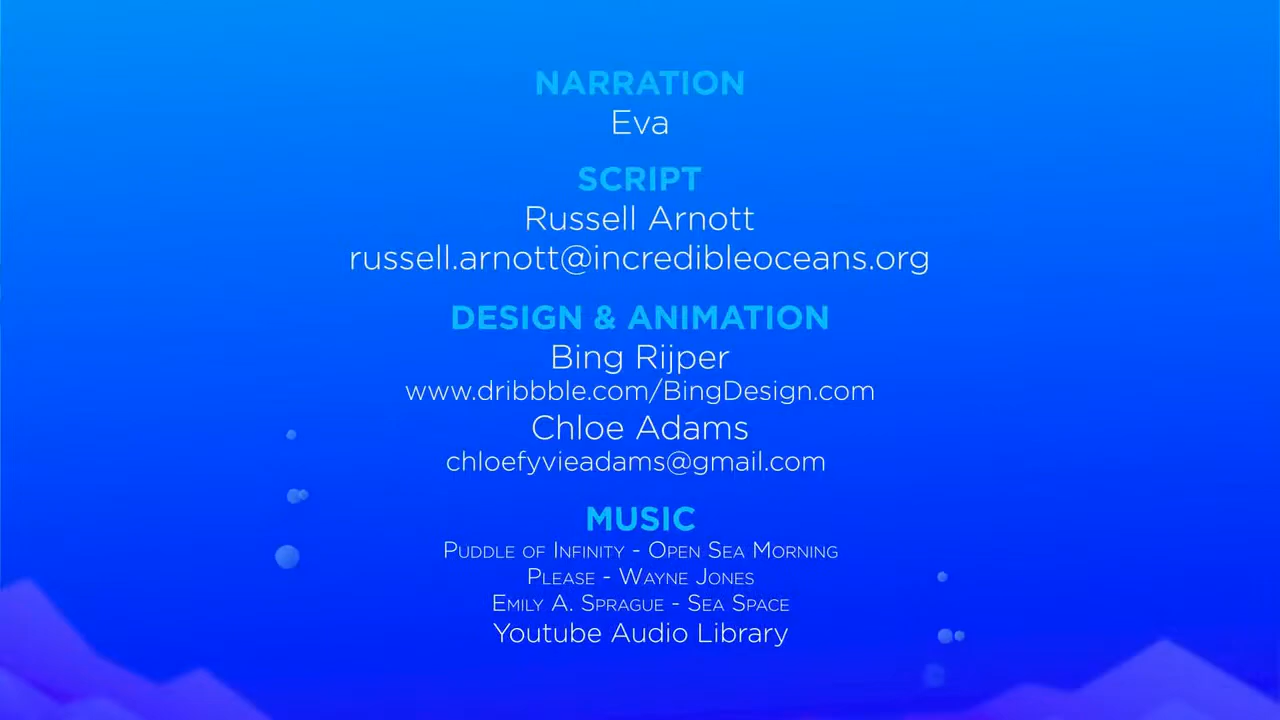 NARRATION
Eva
SCRIPT
Russell Arnott
russell.arnott@incredibleoceans.org
DESIGN & ANIMATION
Bing Rijper
www.dribbble.com/BingDesign.com
Chloe Adams
chloefyvieadams@gmail.com
MUSIC
Puddle of Infinity - Open Sea Morning
Please - Wayne Jones
Emily A. Sprague - Sea Space
Youtube Audio Library